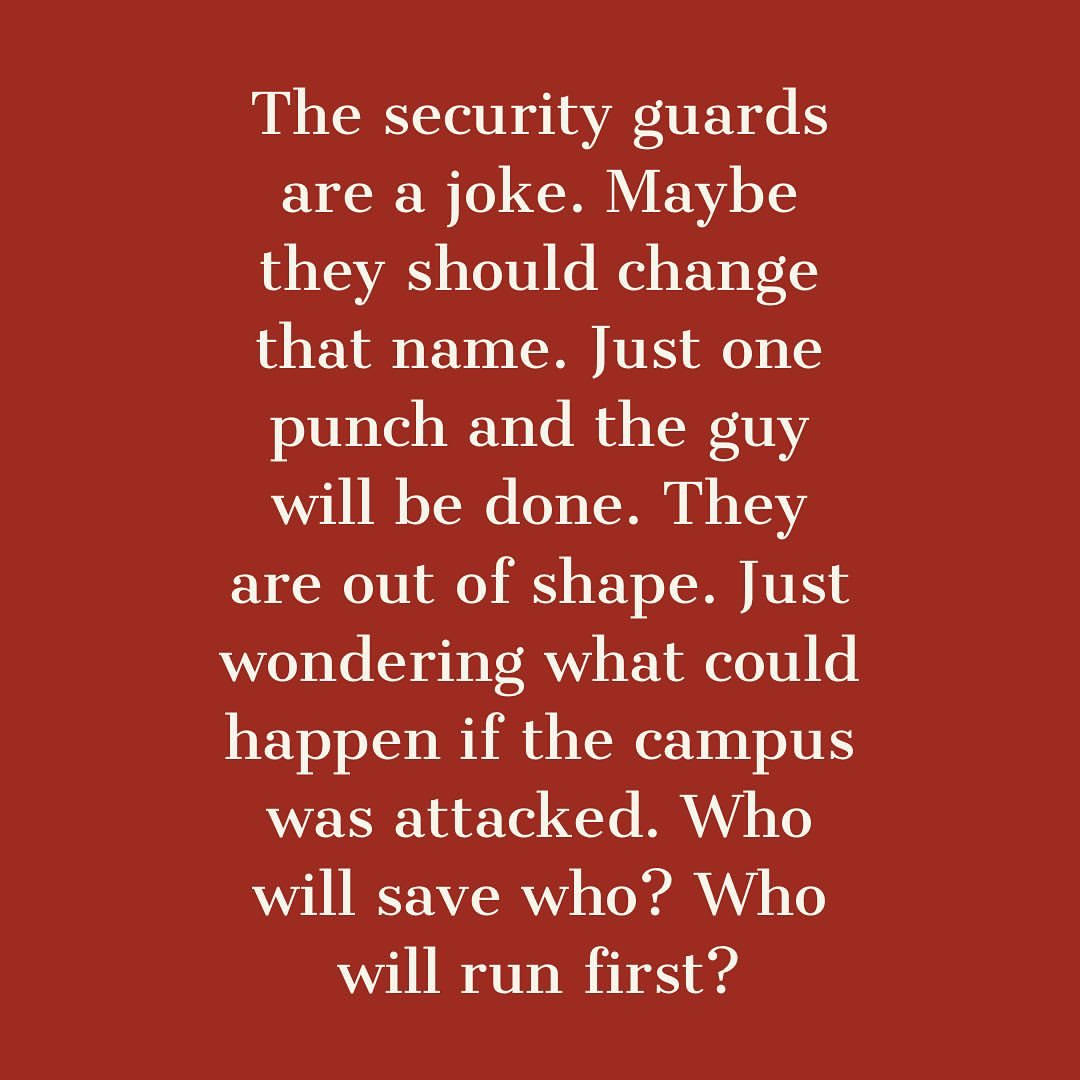 The security guards
are a joke. Maybe
they should change
that name. Just one
punch and the guy
will be done. They
are out of shape. Just
wondering what could
happen if the campus
was attacked. Who
will save who? Who
will run first?